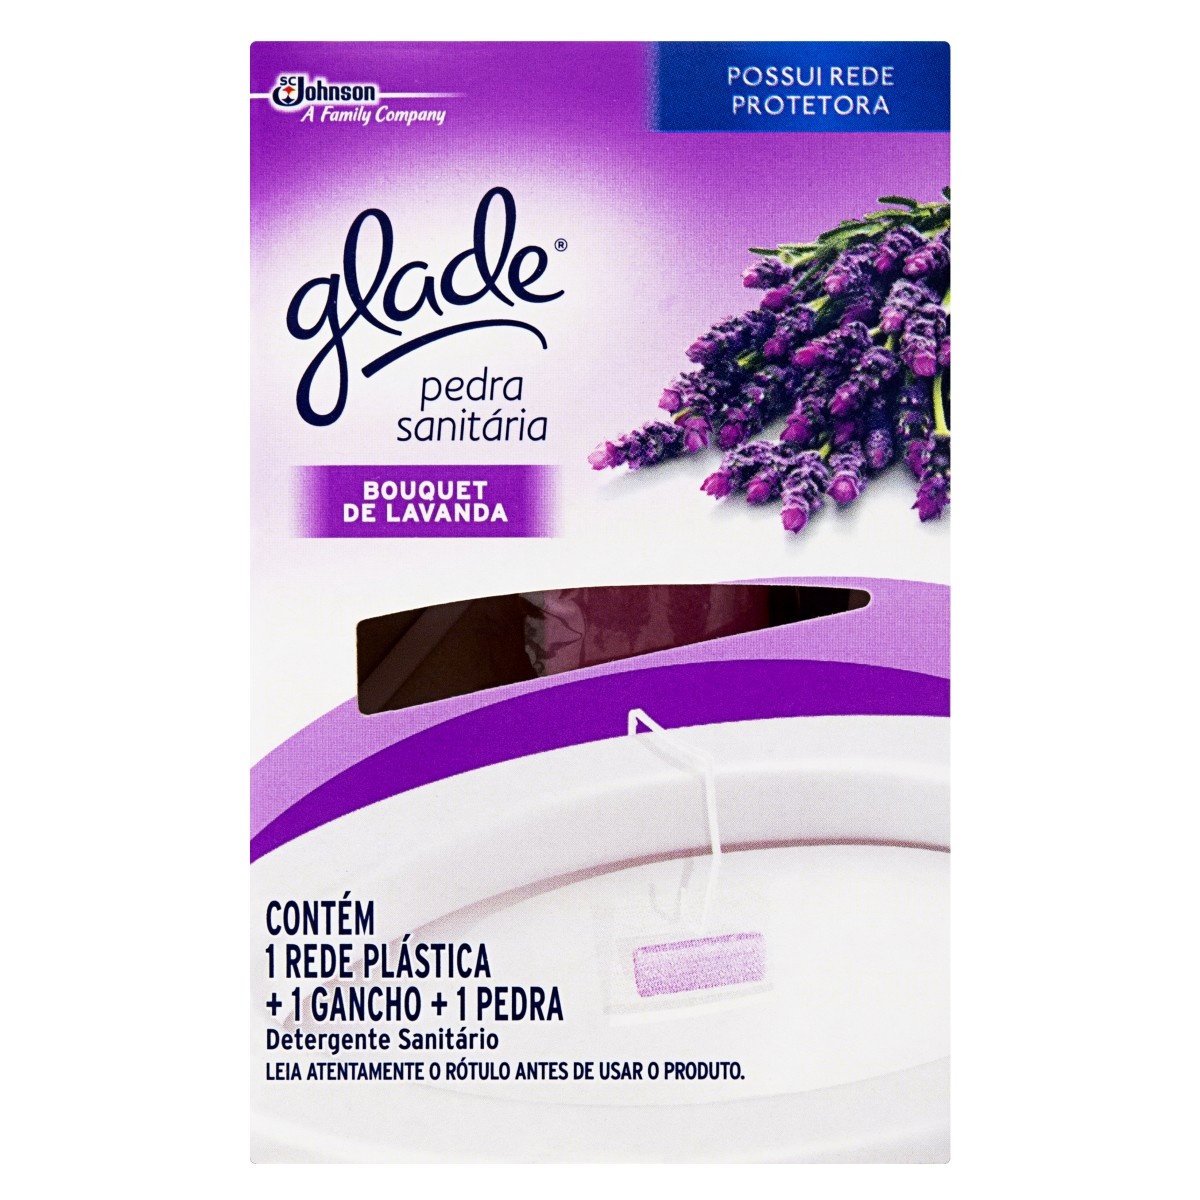 SC Johnson
A Family Company
POSSUI REDE
PROTETORA
glade®
pedra
sanitária
BOUQUET
DE LAVANDA
CONTÉM
1 REDE PLÁSTICA
+ 1 GANCHO + 1 PEDRA
Detergente Sanitário
LEIA ATENTAMENTE O RÓTULO ANTES DE USAR O PRODUTO.